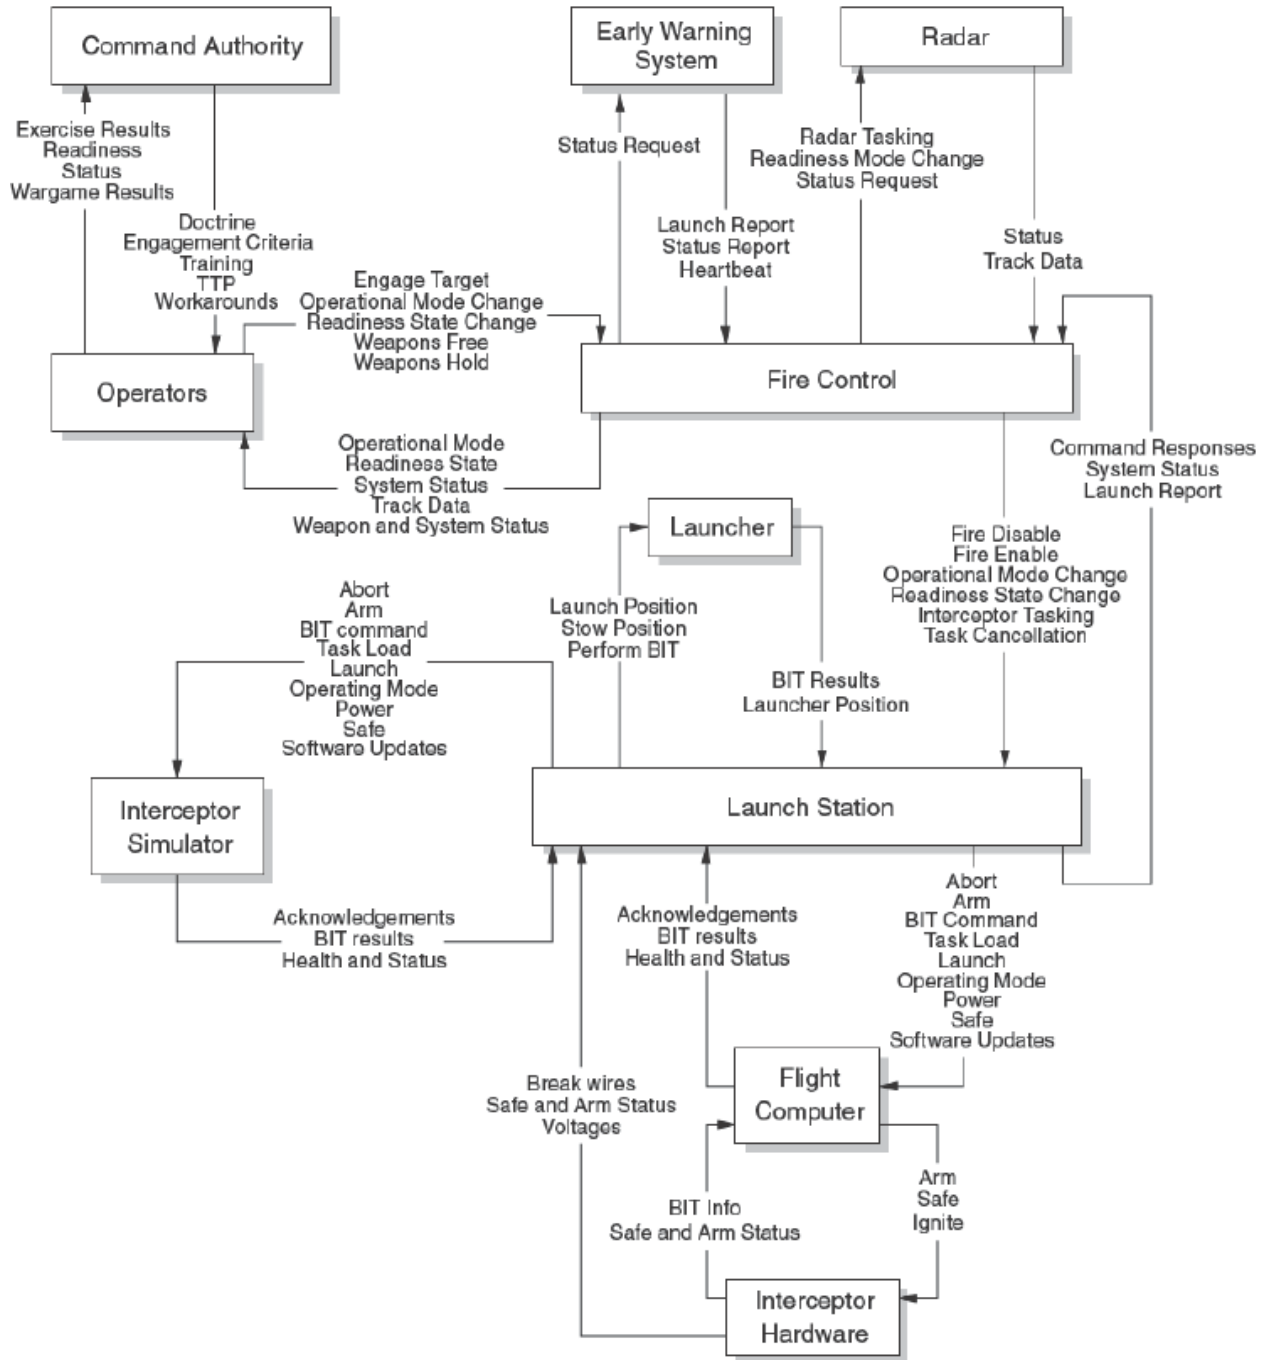 Command Authority
Early Warning
System
Radar
Exercise Results
Readiness
Status
Wargame Results
Status Request
Radar Tasking
Readiness Mode Change
Status Request
Doctrine
Engagement Criteria
Training
TTP
Workarounds
Launch Report
Status Report
Heartbeat
Status
Track Data
Engage Target
Operational Mode Change
Readiness State Change
Weapons Free
Weapons Hold
Operators
Fire Control
Operational Mode
Readiness State
System Status
Track Data
Weapon and System Status
Command Responses
System Status
Launch Report
Launcher
Fire Disable
Fire Enable
Operational Mode Change
Readiness State Change
Interceptor Tasking
Task Cancellation
Abort
Arm
BIT command
Task Load
Launch
Operating Mode
Power
Safe
Software Updates
Launch Position
Stow Position
Perform BIT
BIT Results
Launcher Position
Interceptor
Simulator
Launch Station
Acknowledgements
BIT results
Health and Status
Acknowledgements
BIT results
Health and Status
Abort
Arm
BIT Command
Task Load
Launch
Operating Mode
Power
Safe
Software Updates
Break wires
Safe and Arm Status
Voltages
Flight
Computer
BIT Info
Safe and Arm Status
Arm
Safe
Ignite
Interceptor
Hardware